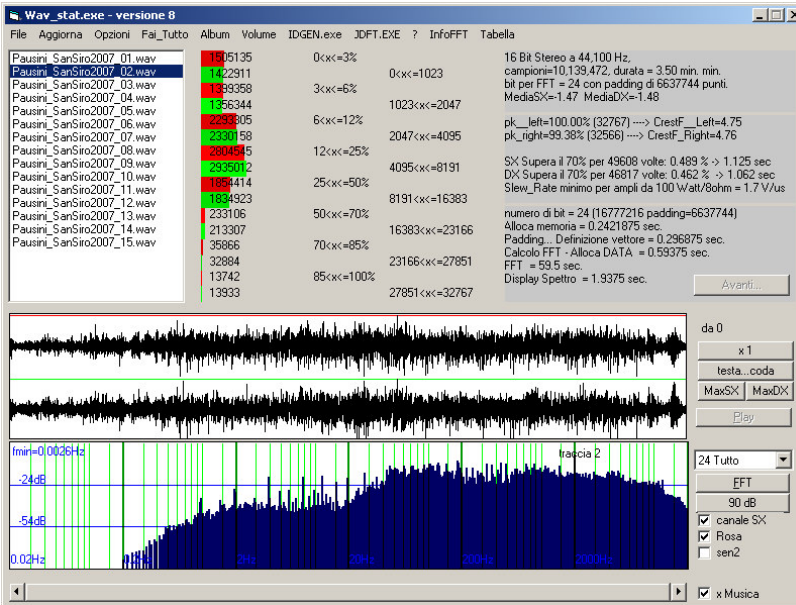 Wav_stat.exe - versione 8
File Aggiorna Opzioni Fai_Tutto Album Volume IDGEN.exe JDFT.EXE ? InfoFFT Tabella
Pausini_SanSiro2007_01.wav
Pausini_SanSiro2007_02.wav
Pausini_SanSiro2007_03.wav
Pausini_SanSiro2007_04.wav
Pausini_SanSiro2007_05.wav
Pausini_SanSiro2007_06.wav
Pausini_SanSiro2007_07.wav
Pausini_SanSiro2007_08.wav
Pausini_SanSiro2007_09.wav
Pausini_SanSiro2007_10.wav
Pausini_SanSiro2007_11.wav
Pausini_SanSiro2007_12.wav
Pausini_SanSiro2007_13.wav
Pausini_SanSiro2007_14.wav
Pausini_SanSiro2007_15.wav
1505135 0<x<=3%
1422911 0<x<=1023
1399358 3<x<=6%
1356344 1023<x<=2047
2293305 6<x<=12%
2330158 2047<x<=4095
2804545 12<x<=25%
2935012 4095<x<=8191
1854414 25<x<=50%
1834923 8191<x<=16383
233106 50<x<=70%
213307 16383<x<=23166
35866 70<x<=85%
32884 23166<x<=27851
13742 85<x<=100%
13933 27851<x<=32767
16 Bit Stereo a 44,100 Hz,
campioni=10,139,472, durata = 3.50 min. min.
bit per FFT = 24 con padding di 6637744 punti.
MediaSX=-1.47 MediaDX=-1.48
pk__left=100.00% (32767) ----> CrestF__Left=4.75
pk_right=99.38% (32566) ----> CrestF_Right=4.76
SX Supera il 70% per 49608 volte: 0.489 % -> 1.125 sec
DX Supera il 70% per 46817 volte: 0.462 % -> 1.062 sec
Slew_Rate minimo per ampli da 100 Watt/8ohm = 1.7 V/us
numero di bit = 24 (16777216 padding=6637744)
Alloca memoria = 0.2421875 sec.
Padding... Definizione vettore = 0.296875 sec.
Calcolo FFT - Alloca DATA = 0.59375 sec.
FFT = 59.5 sec.
Display Spettro = 1.9375 sec.
Avanti...
da 0
x 1
testa...coda
MaxSX MaxDX
Play
fmin=0.0026Hz
traccia 2
-24dB
-54dB
0.02Hz 0.2Hz 2Hz 20Hz 200Hz 2000Hz
24 Tutto
FFT
90 dB
canale SX
Rosa
sen2
x Musica